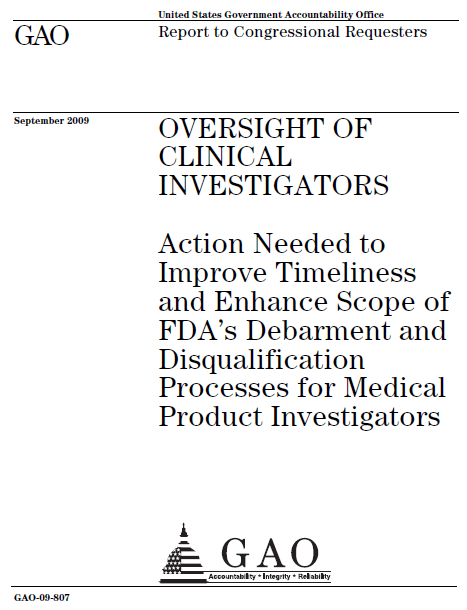 United States Government Accountability Office
GAO
Report to Congressional Requesters
September 2009
OVERSIGHT OF
CLINICAL
INVESTIGATORS
Action Needed to
Improve Timeliness
and Enhance Scope of
FDA's Debarment and
Disqualification
Processes for Medical
Product Investigators
GAO
Accountability * Integrity * Reliability
GAO-09-807